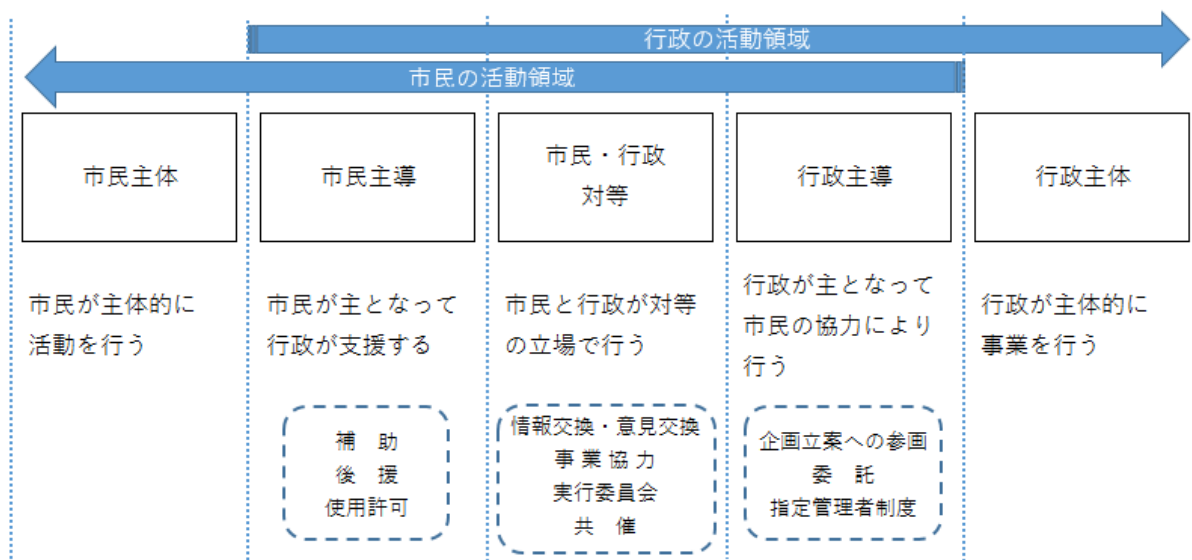 行政の活動領域
市民の活動領域
市民主体
市民主導
市民・行政
対等
行政主導
行政主体
市民が主体的に
活動を行う
市民が主となって
行政が支援する
市民と行政が対等
の立場で行う
行政が主となって
市民の協力により
行う
行政が主体的に
事業を行う
補　助
後　援
使用許可
情報交換・意見交換
事 業 協 力
実行委員会
共　催
企画立案への参画
委　託
指定管理者制度